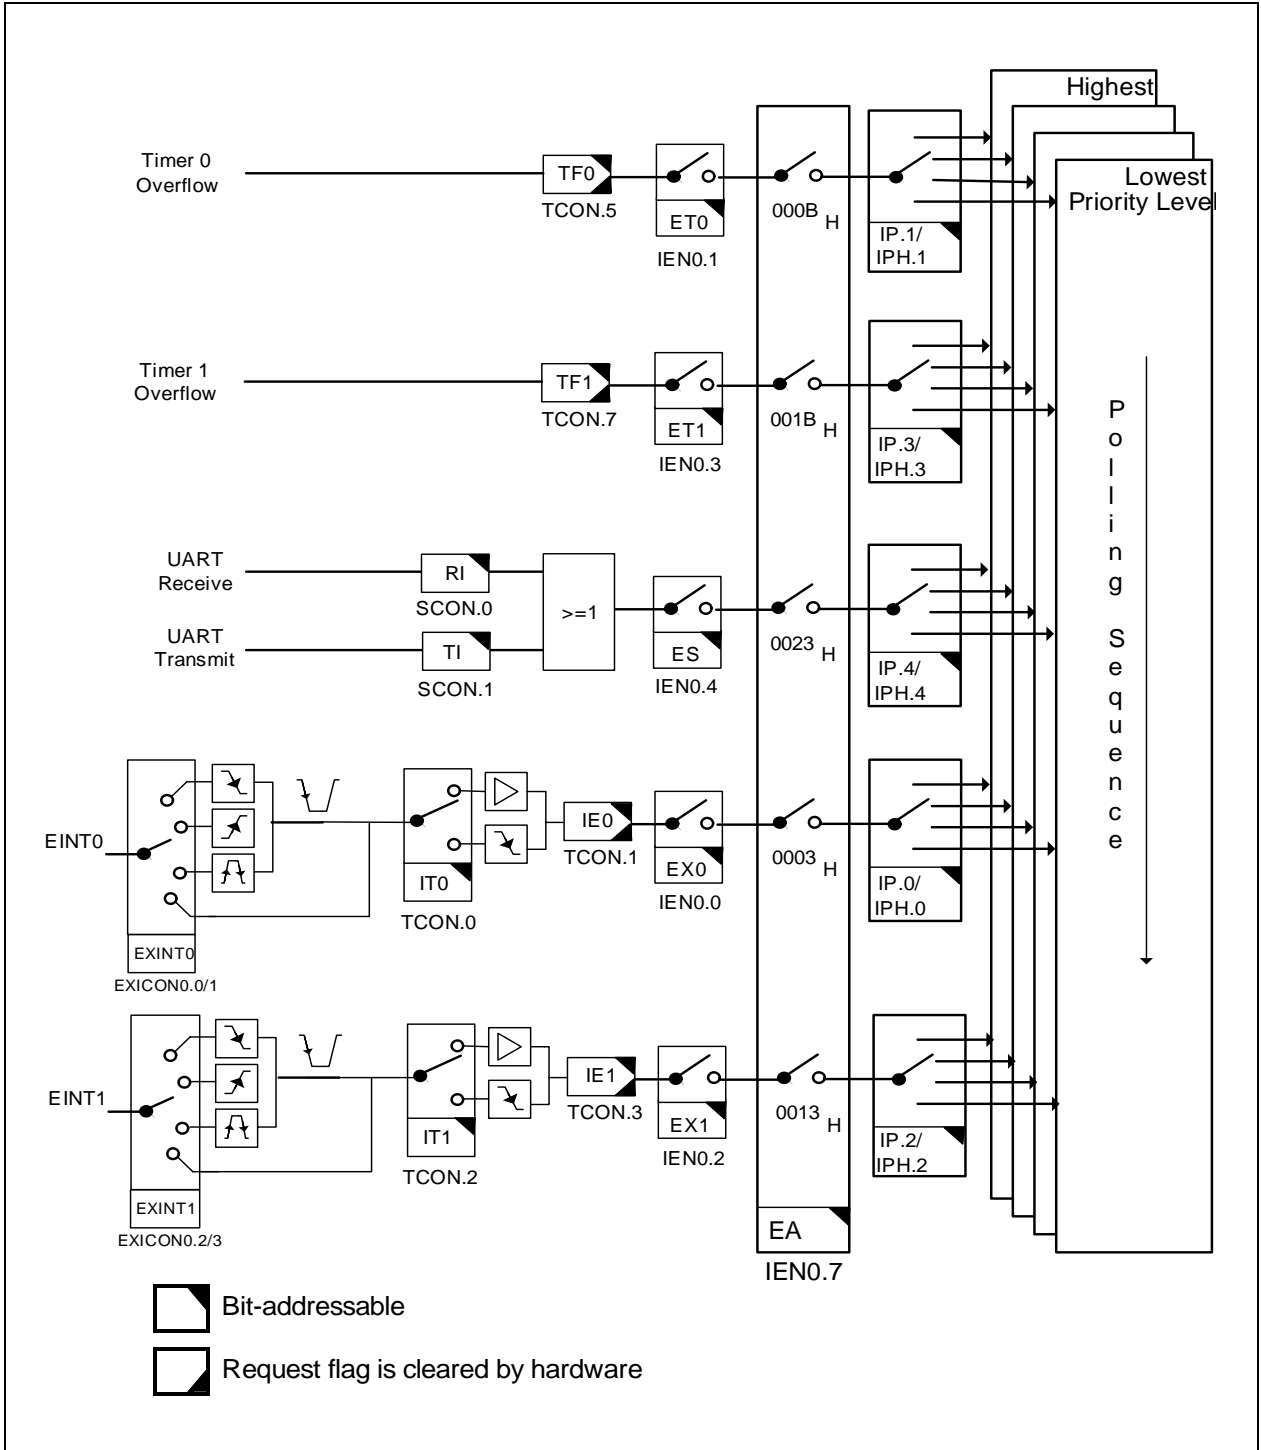 Highest
Lowest
Priority Level
Timer 0
Overflow
TF0
TCON.5
ET0
IEN0.1
000B H
IP.1/
IPH.1
Timer 1
Overflow
TF1
TCON.7
ET1
IEN0.3
001B H
IP.3/
IPH.3
Polling Sequence
UART
Receive
RI
SCON.0
UART
Transmit
TI
SCON.1
>=1
ES
IEN0.4
0023 H
IP.4/
IPH.4
EINT0
EXINT0
EXICON0.0/1
IT0
TCON.0
IE0
TCON.1
EX0
IEN0.0
0003 H
IP.0/
IPH.0
EINT1
EXINT1
EXICON0.2/3
IT1
TCON.2
IE1
TCON.3
EX1
IEN0.2
0013 H
IP.2/
IPH.2
EA
IEN0.7
Bit-addressable
Request flag is cleared by hardware